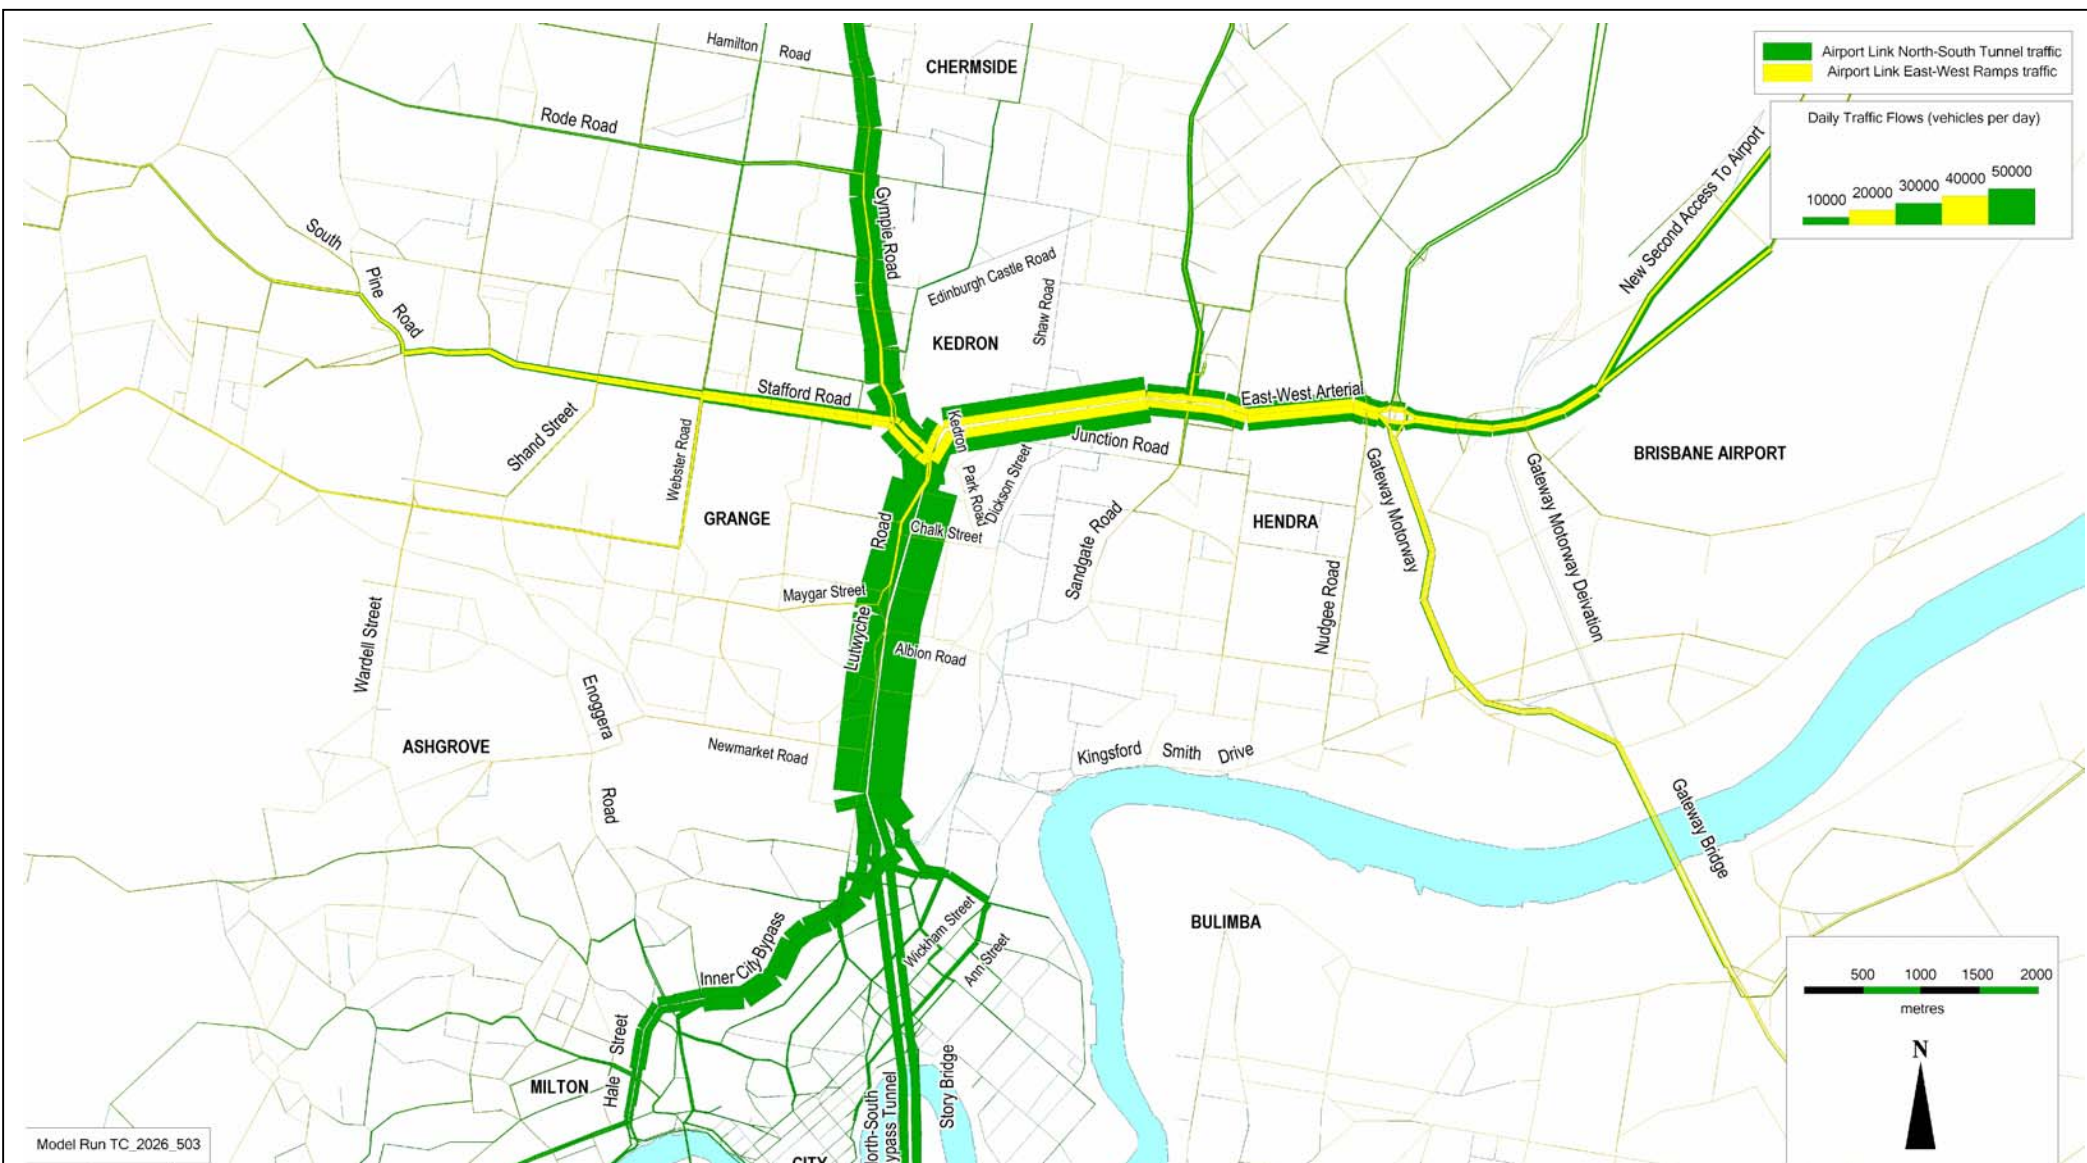 Hamilton Road
CHERMSIDE
Airport Link North-South Tunnel traffic
Airport Link East-West Ramps traffic
Daily Traffic Flows (vehicles per day)
10000 20000 30000 40000 50000
Rode Road
New Second Access To Airport
Gympie Road
South Pine Road
Edinburgh Castle Road
Shaw Road
KEDRON
Stafford Road
East-West Arterial
Shand Street
Webster Road
Kedron Park Road
Junction Road
Dickson Street
BRISBANE AIRPORT
Gateway Motorway
Gateway Motorway Deivation
GRANGE
Chalk Street
Sandgate Road
HENDRA
Lutwyche Road
Maygar Street
Nudgee Road
Wardell Street
Albion Road
Enoggera Road
ASHGROVE
Newmarket Road
Kingsford Smith Drive
Gateway Bridge
BULIMBA
Wickham Street
Ann Street
Inner City Bypass
Hale Street
MILTON
Story Bridge
orth-South
ypass Tunnel
CITY
500 1000 1500 2000
metres
N
Model Run TC_2026_503